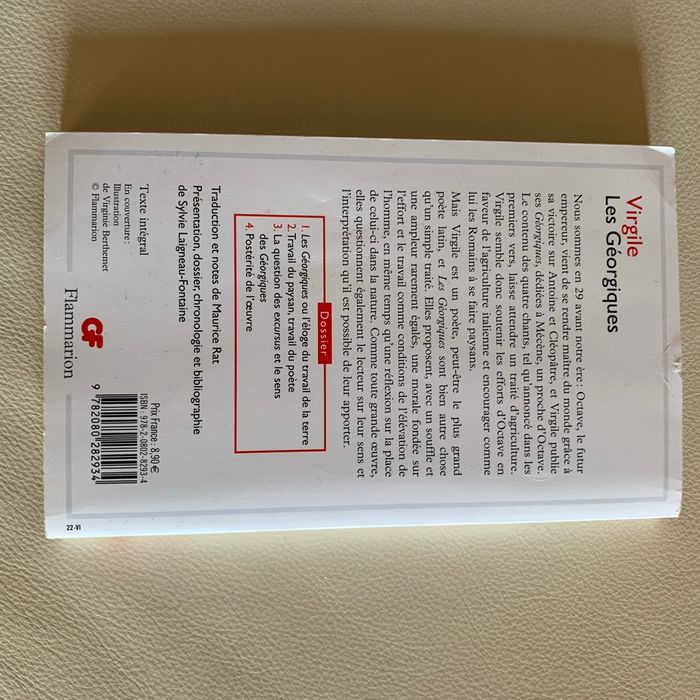 Virgile
Les Géorgiques
Nous sommes en 29 avant notre ère : Octave, le futur
empereur, vient de se rendre maître du monde grâce à
sa victoire sur Antoine et Cléopâtre, et Virgile publie
ses Géorgiques, dédiées à Mécène, un proche d'Octave.
Le contenu des quatre chants, tel qu'annoncé dans les
premiers vers, laisse attendre un traité d'agriculture.
Virgile semble donc soutenir les efforts d'Octave en
faveur de l'agriculture italienne et encourager comme
lui les Romains à se faire paysans.
Mais Virgile est un poète, peut-être le plus grand
poète latin, et Les Géorgiques sont bien autre chose
qu'un simple traité. Elles proposent, avec un souffle et
une ampleur rarement égalés, une morale fondée sur
l'effort et le travail comme conditions de l'élévation de
l'homme, en même temps qu'une réflexion sur la place
de celui-ci dans la nature. Comme toute grande œuvre,
elles questionnent également le lecteur sur leur sens et
l'interprétation qu'il est possible de leur apporter.
Dossier
1. Les Géorgiques ou l'éloge du travail de la terre
2. Travail du paysan, travail du poète
3. La question des excursus et le sens
des Géorgiques
4. Postérité de l'œuvre
Traduction et notes de Maurice Rat
Présentation, dossier, chronologie et bibliographie
de Sylvie Laigneau-Fontaine
Texte intégral
En couverture :
Illustration
de Virginie Berthemet
© Flammarion
GF
Flammarion
Prix France : 8,90 €
ISBN : 978-2-0802-8293-4
9 782080 282934
22-VI